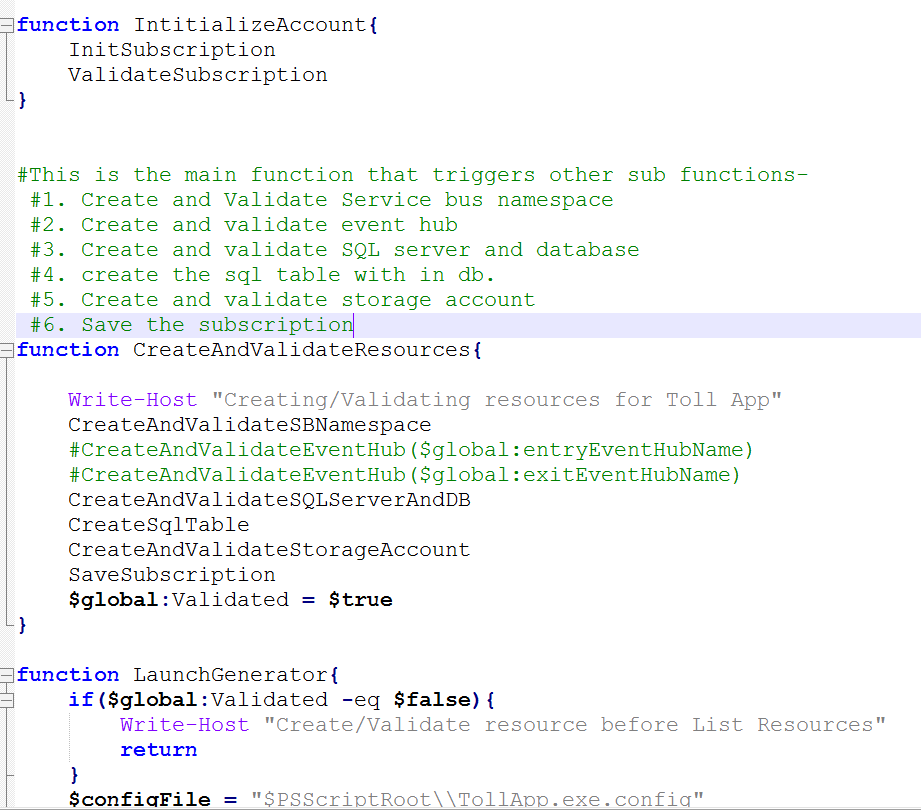 function IntitializeAccount{
    InitSubscription
    ValidateSubscription
}
#This is the main function that triggers other sub functions-
 #1. Create and Validate Service bus namespace
 #2. Create and validate event hub
 #3. Create and validate SQL server and database
 #4. create the sql table with in db.
 #5. Create and validate storage account
 #6. Save the subscription
function CreateAndValidateResources{
    Write-Host "Creating/Validating resources for Toll App"
    CreateAndValidateSBNamespace
    #CreateAndValidateEventHub($global:entryEventHubName)
    #CreateAndValidateEventHub($global:exitEventHubName)
    CreateAndValidateSQLServerAndDB
    CreateSqlTable
    CreateAndValidateStorageAccount
    SaveSubscription
    $global:Validated = $true
}
function LaunchGenerator{
    if($global:Validated -eq $false){
        Write-Host "Create/Validate resource before List Resources"
        return
    }
    $configFile = "$PSScriptRoot\\TollApp.exe.config"